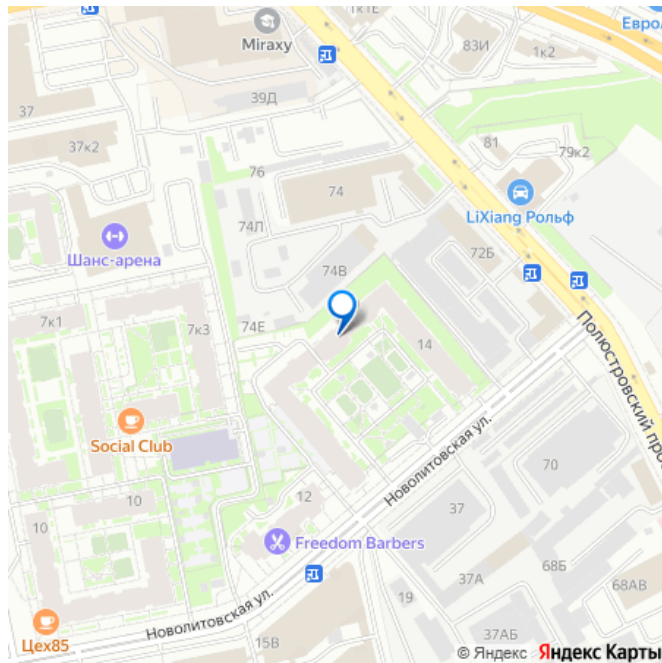 1к1Е
Евро
Miraxy
83И
1к2
39Д
37
37к2
81
79к2
76
74
LiXiang Рольф
74Л
Шанс-арена
72Б
74В
7к1
7к3
74Е
14
Полюстровский про
Social Club
Новолитовская ул.
70
10
12
10
37
Freedom Barbers
68Б
37А
68АВ
19
Цех85
Новолитовская ул.
15В
37АБ
© Яндекс Яндекс Карты